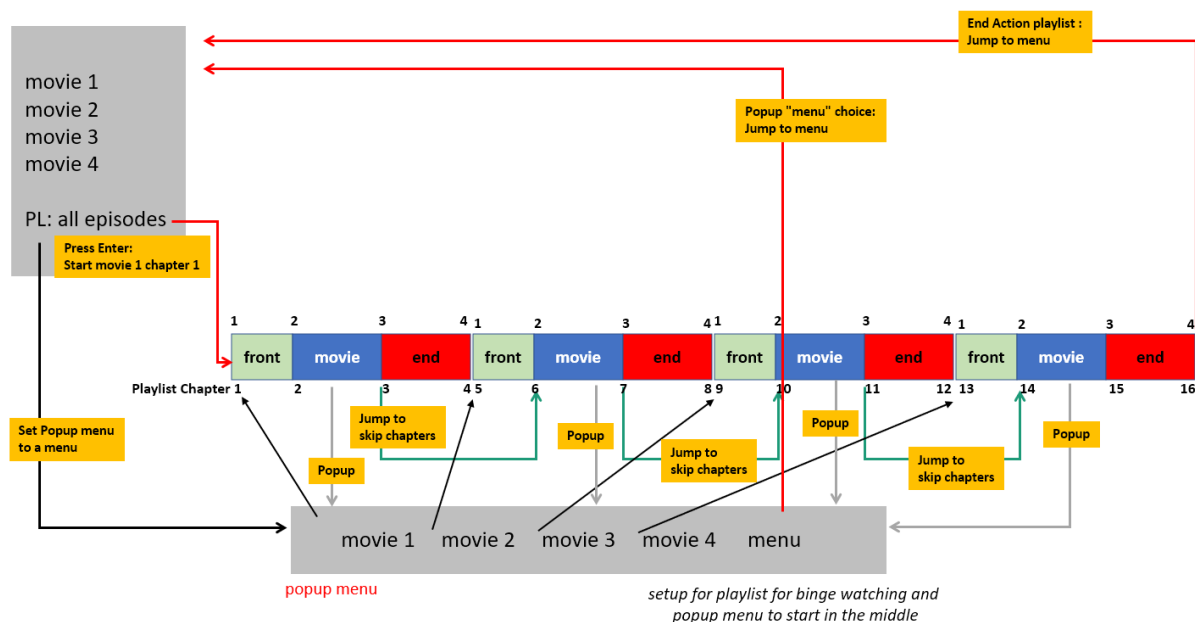 End Action playlist :
Jump to menu
movie 1
movie 2
movie 3
movie 4
Popup "menu" choice:
Jump to menu
PL: all episodes
Press Enter:
Start movie 1 chapter 1
1 2 3 4 1 2 3 4 1 2 3 4 1 2 3 4
front movie end front movie end front movie end front movie end
Playlist Chapter 1 2 3 4 5 6 7 8 9 10 11 12 13 14 15 16
Set Popup menu
to a menu
Jump to
skip chapters
Popup
Popup
Jump to
skip chapters
Popup
Jump to
skip chapters
Popup
movie 1 movie 2 movie 3 movie 4 menu
popup menu
setup for playlist for binge watching and
popup menu to start in the middle